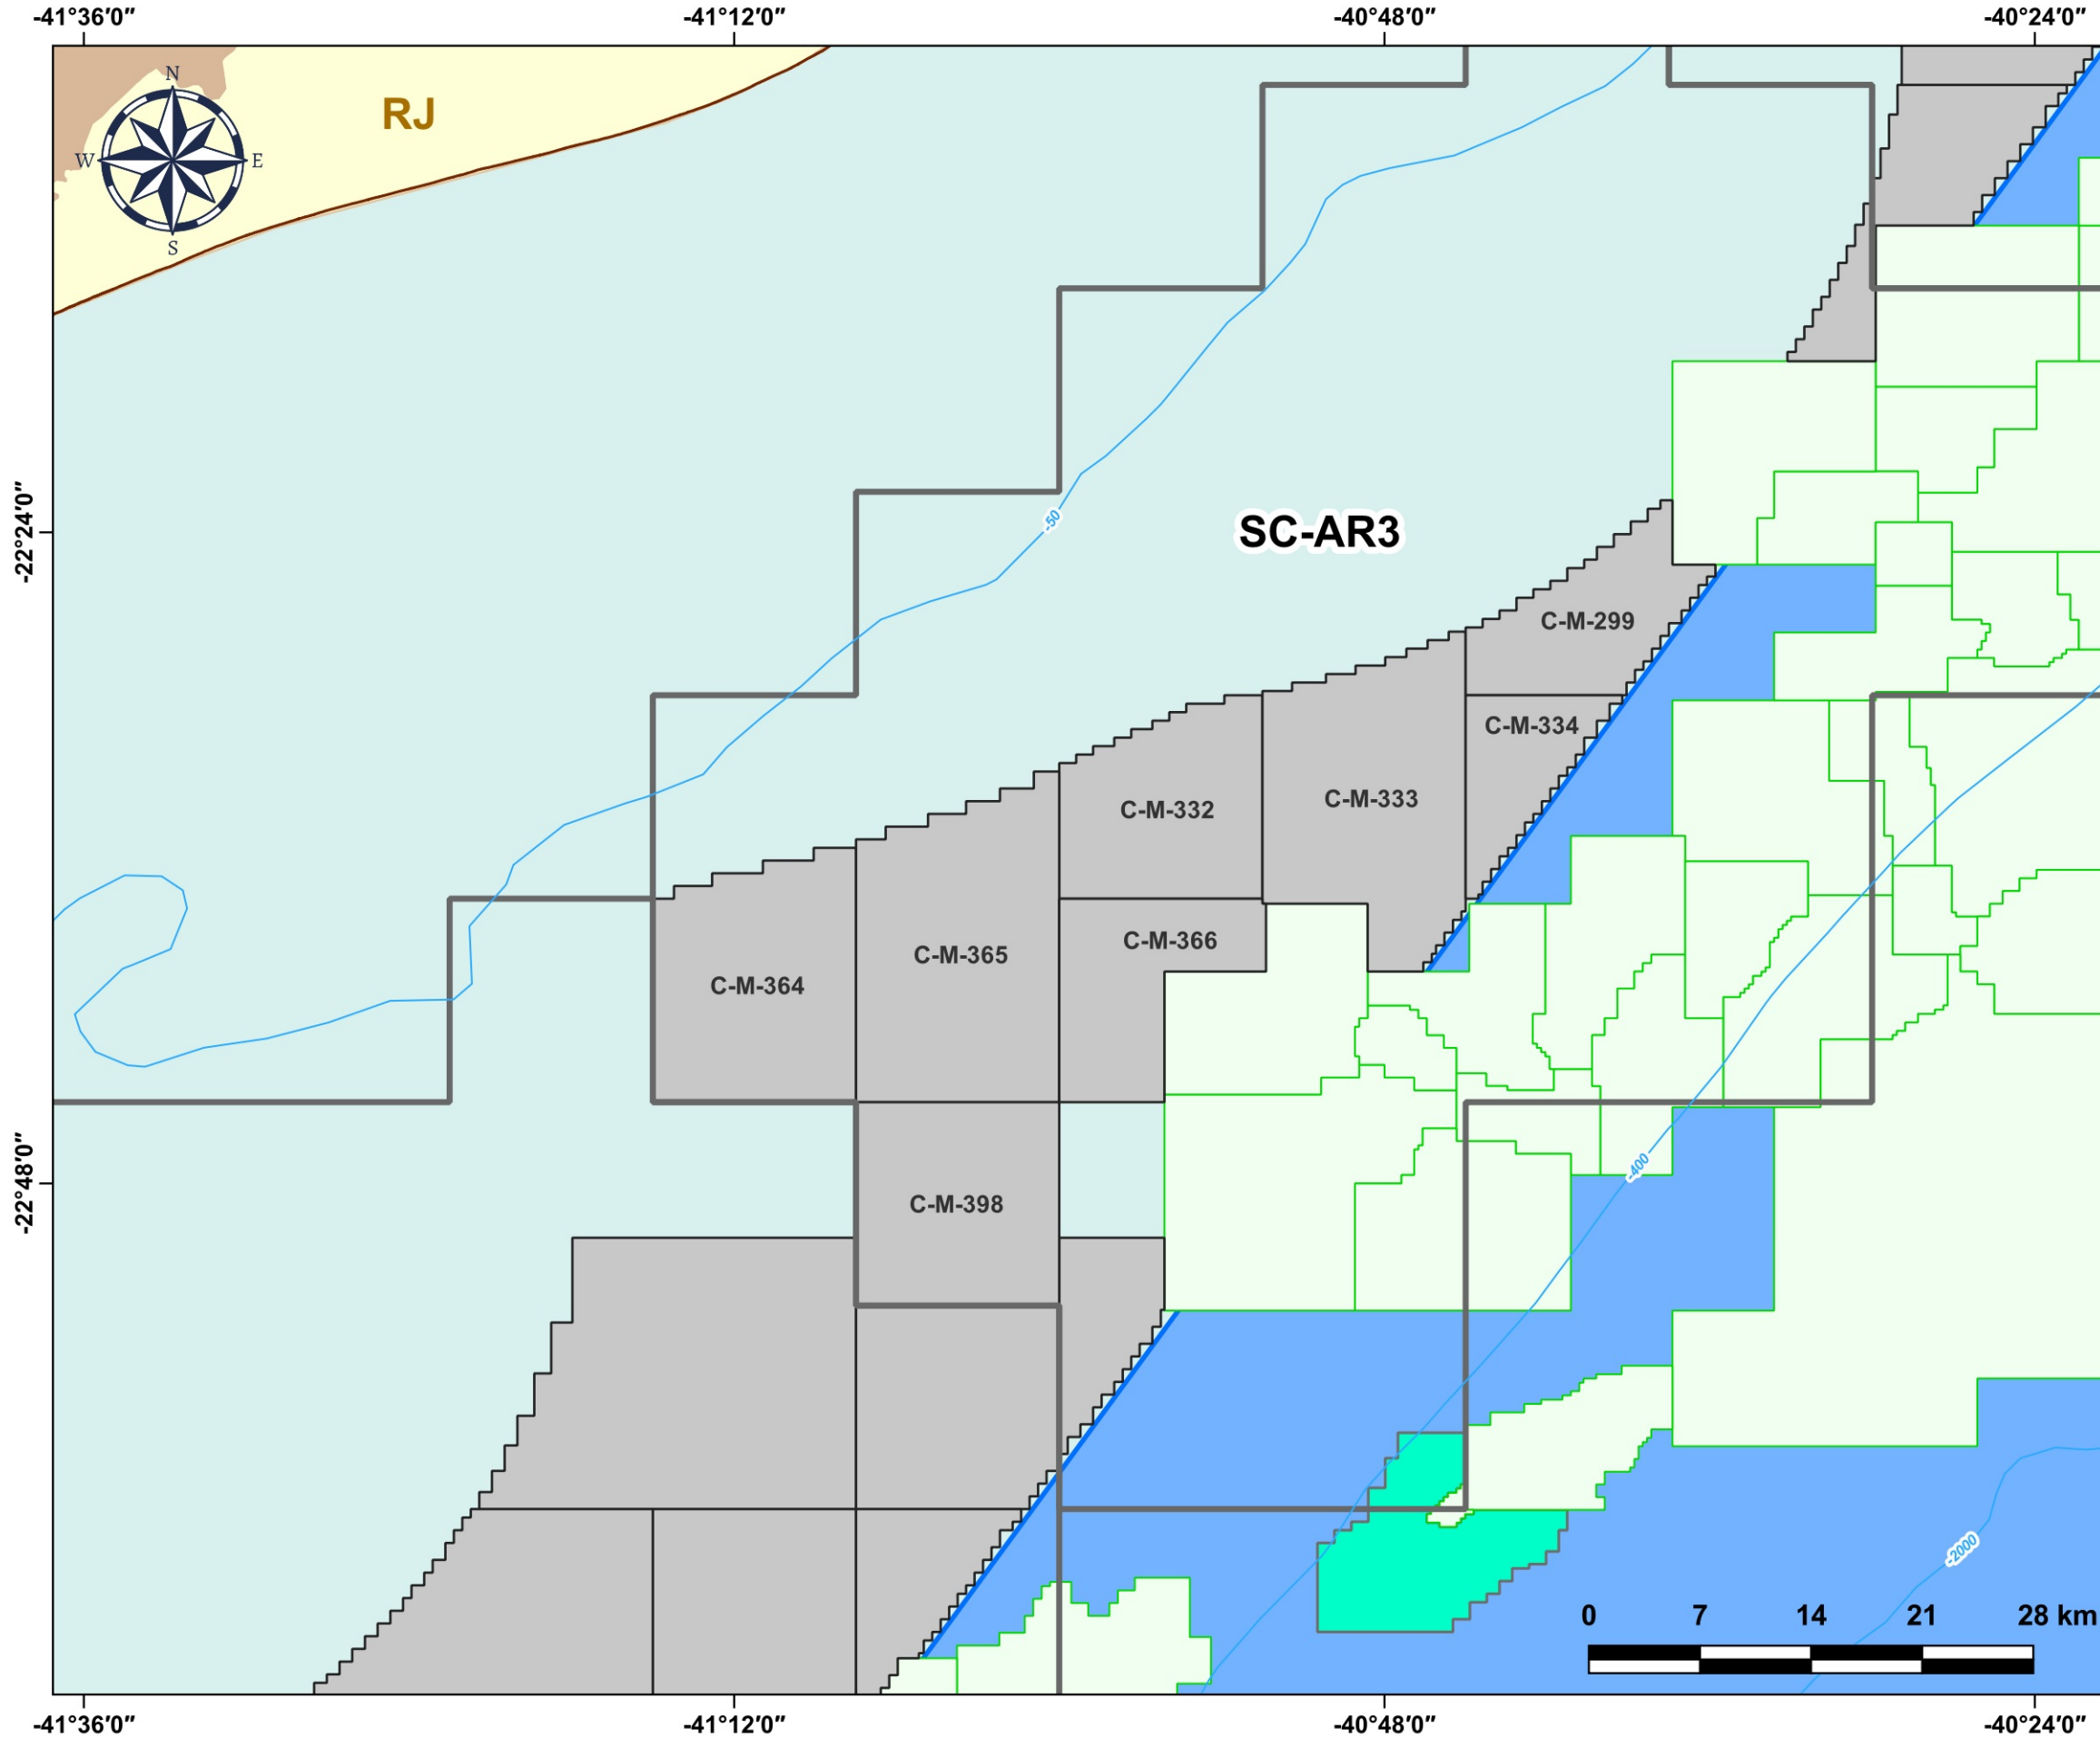 -41°36′0″ -41°12′0″ -40°48′0″ -40°24′0″
N
W E
S
RJ
-22°24′0″
-50
SC-AR3
C-M-299
C-M-334
C-M-333
C-M-332
C-M-366
C-M-365
C-M-364
-22°48′0″
-400
C-M-398
-2000
0 7 14 21 28 km
-41°36′0″ -41°12′0″ -40°48′0″ -40°24′0″